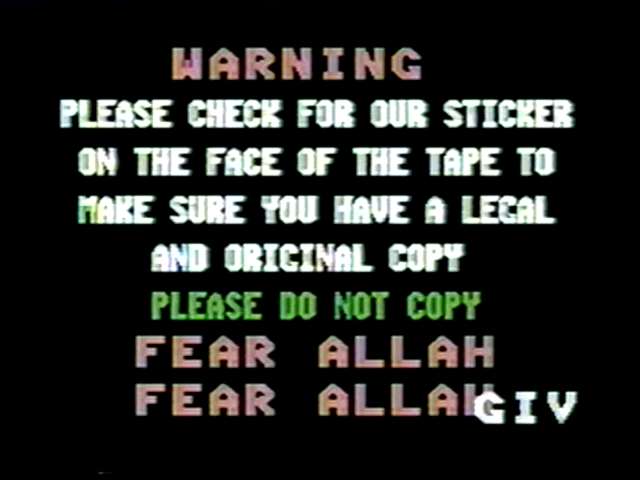 WARNING
PLEASE CHECK FOR OUR STICKER
ON THE FACE OF THE TAPE TO
MAKE SURE YOU HAVE A LEGAL
AND ORIGINAL COPY
PLEASE DO NOT COPY
FEAR ALLAH
FEAR ALLAH
GIV